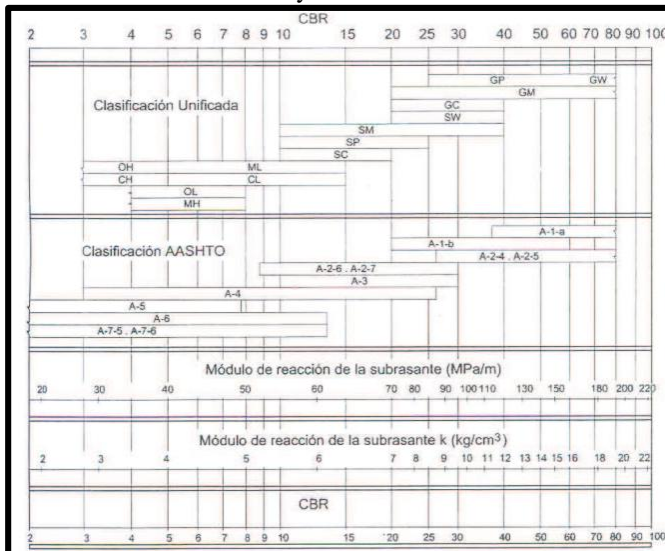 CBR
2 3 4 5 6 7 8 9 10 15 20 25 30 40 50 60 70 80 90 100
GP GW
Clasificación Unificada
GM
GC
SW
SM
SP
SC
OH ML
CH CL
OL
MH
A-1-a
Clasificación AASHTO
A-1-b
A-2-4 . A-2-5
A-2-6 . A-2-7
A-3
A-4
A-5
A-6
A-7-5 . A-7-6
Módulo de reacción de la subrasante (MPa/m)
20 30 40 50 60 70 80 90 100 110 130 150 180 200 220
Módulo de reacción de la subrasante k (kg/cm³)
2 3 4 5 6 7 8 9 10 11 12 13 14 15 16 18 20 22
CBR
2 3 4 5 6 7 8 9 10 15 20 25 30 40 50 60 70 80 90 100